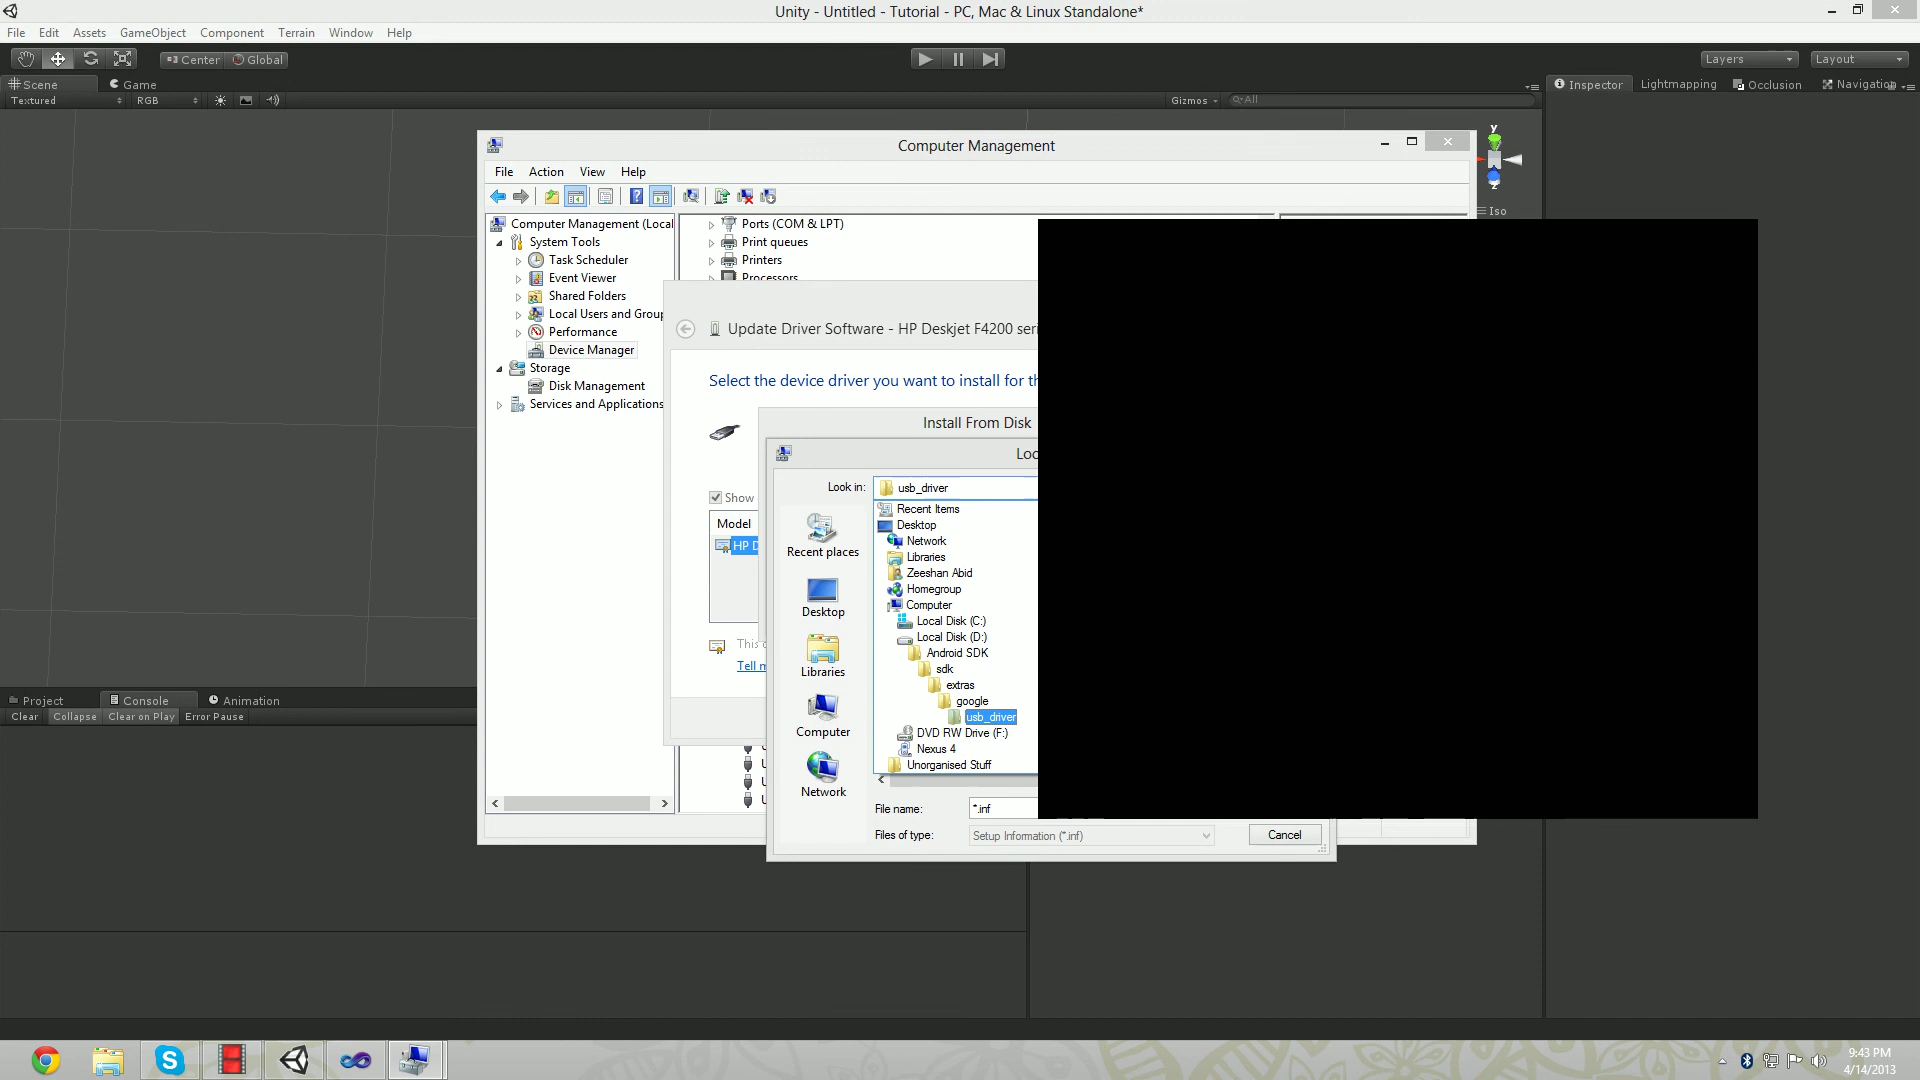 Unity - Untitled - Tutorial - PC, Mac & Linux Standalone*
File Edit Assets GameObject Component Terrain Window Help
Center Global
Layers Layout
Scene Game
Inspector Lightmapping Occlusion Navigation
Textured RGB
Gizmos All
y
z
Iso
Computer Management
File Action View Help
Computer Management (Local
System Tools
Task Scheduler
Event Viewer
Shared Folders
Local Users and Group
Performance
Device Manager
Storage
Disk Management
Services and Applications
Ports (COM & LPT)
Print queues
Printers
Processors
Update Driver Software - HP Deskjet F4200 seri
Select the device driver you want to install for th
Show
Model
HP D
This d
Tell m
Install From Disk
Loc
Look in: usb_driver
Recent places
Desktop
Libraries
Computer
Network
Recent Items
Desktop
Network
Libraries
Zeeshan Abid
Homegroup
Computer
Local Disk (C:)
Local Disk (D:)
Android SDK
sdk
extras
google
usb_driver
DVD RW Drive (F:)
Nexus 4
Unorganised Stuff
File name: *.inf
Files of type: Setup Information (*.inf)
Cancel
Project Console Animation
Clear Collapse Clear on Play Error Pause
9:43 PM
4/14/2013